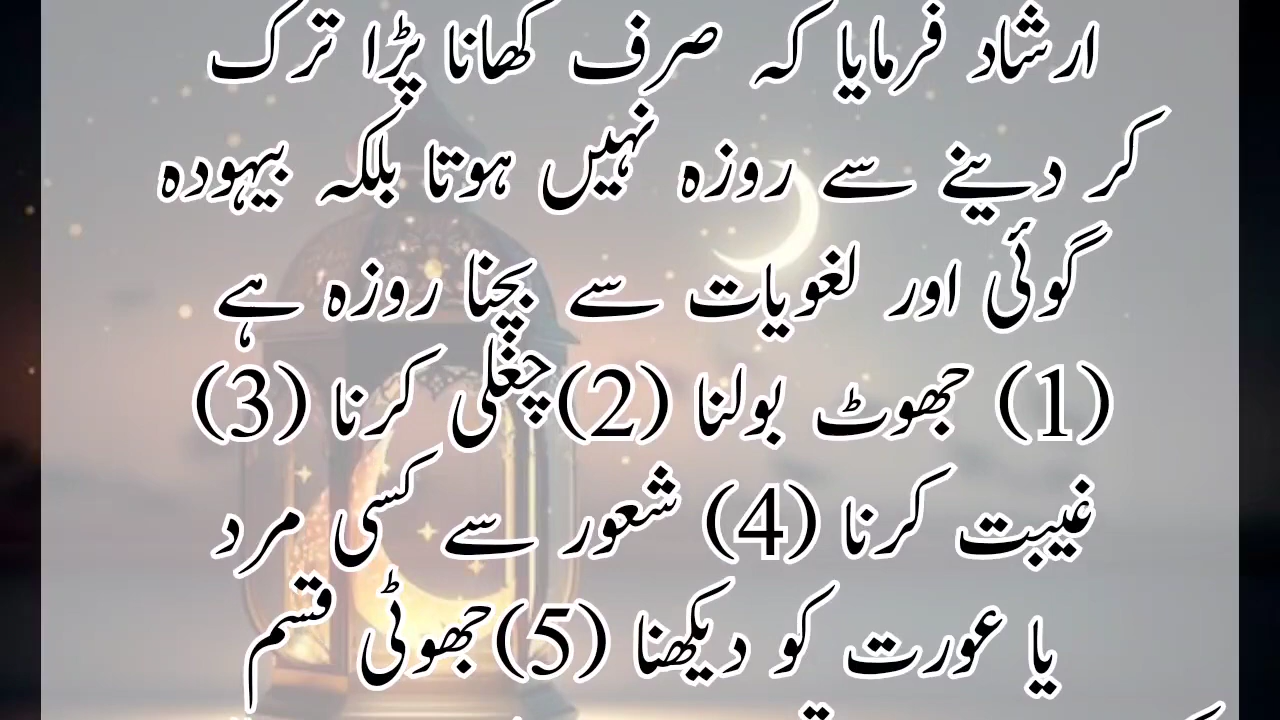 ارشاد فرمایا کہ صرف کھانا پڑا ترک
کر دینے سے روزہ نہیں ہوتا بلکہ بیہودہ
گوئی اور لغویات سے بچنا روزہ ہے
(1) جھوٹ بولنا (2)چغلی کرنا (3)
غیبت کرنا (4) شعور سے کسی مرد
یا عورت کو دیکھنا (5)جھوٹی قسم